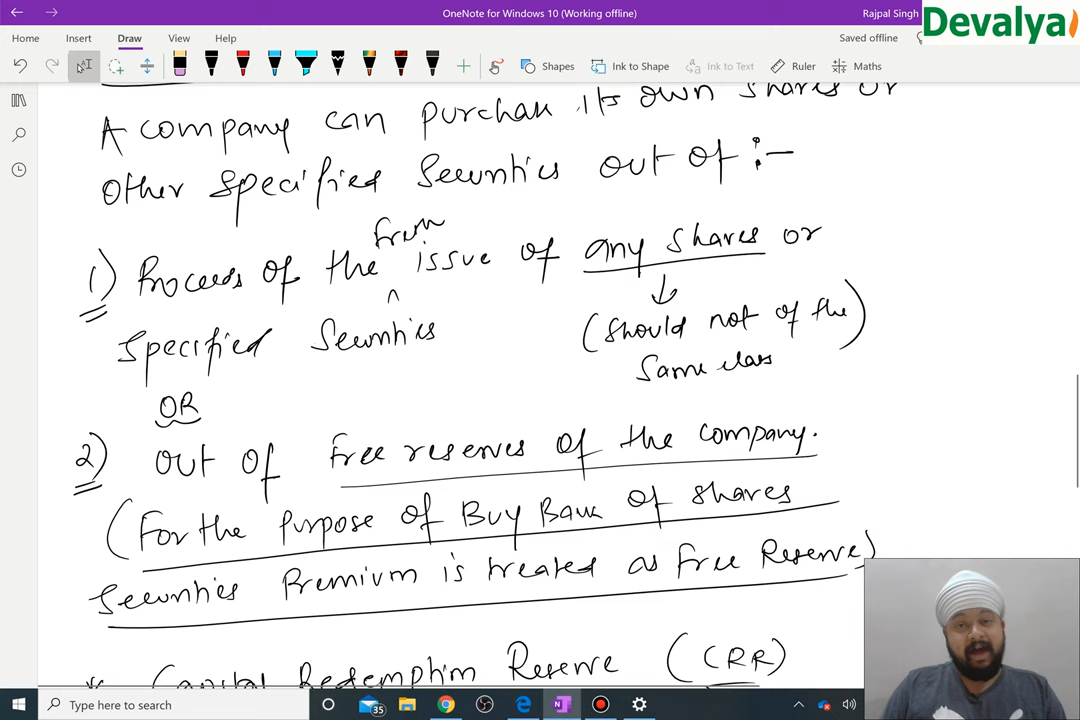 OneNote for Windows 10 (Working offline)
Rajpal Singh
Devalya
Home Insert Draw View Help
Saved offline
Shapes Ink to Shape Ink to Text Ruler Maths
A company can purchase its own shares or
other specified securities out of :-
from
1) Proceeds of the ^ issue of any shares or
(should not of the)
specified securities
same class
OR
2) out of free reserves of the company.
(For the purpose of Buy Back of shares
securities Premium is treated as free Reserve)
* Capital Redemption Reserve (CRR)
Type here to search
35